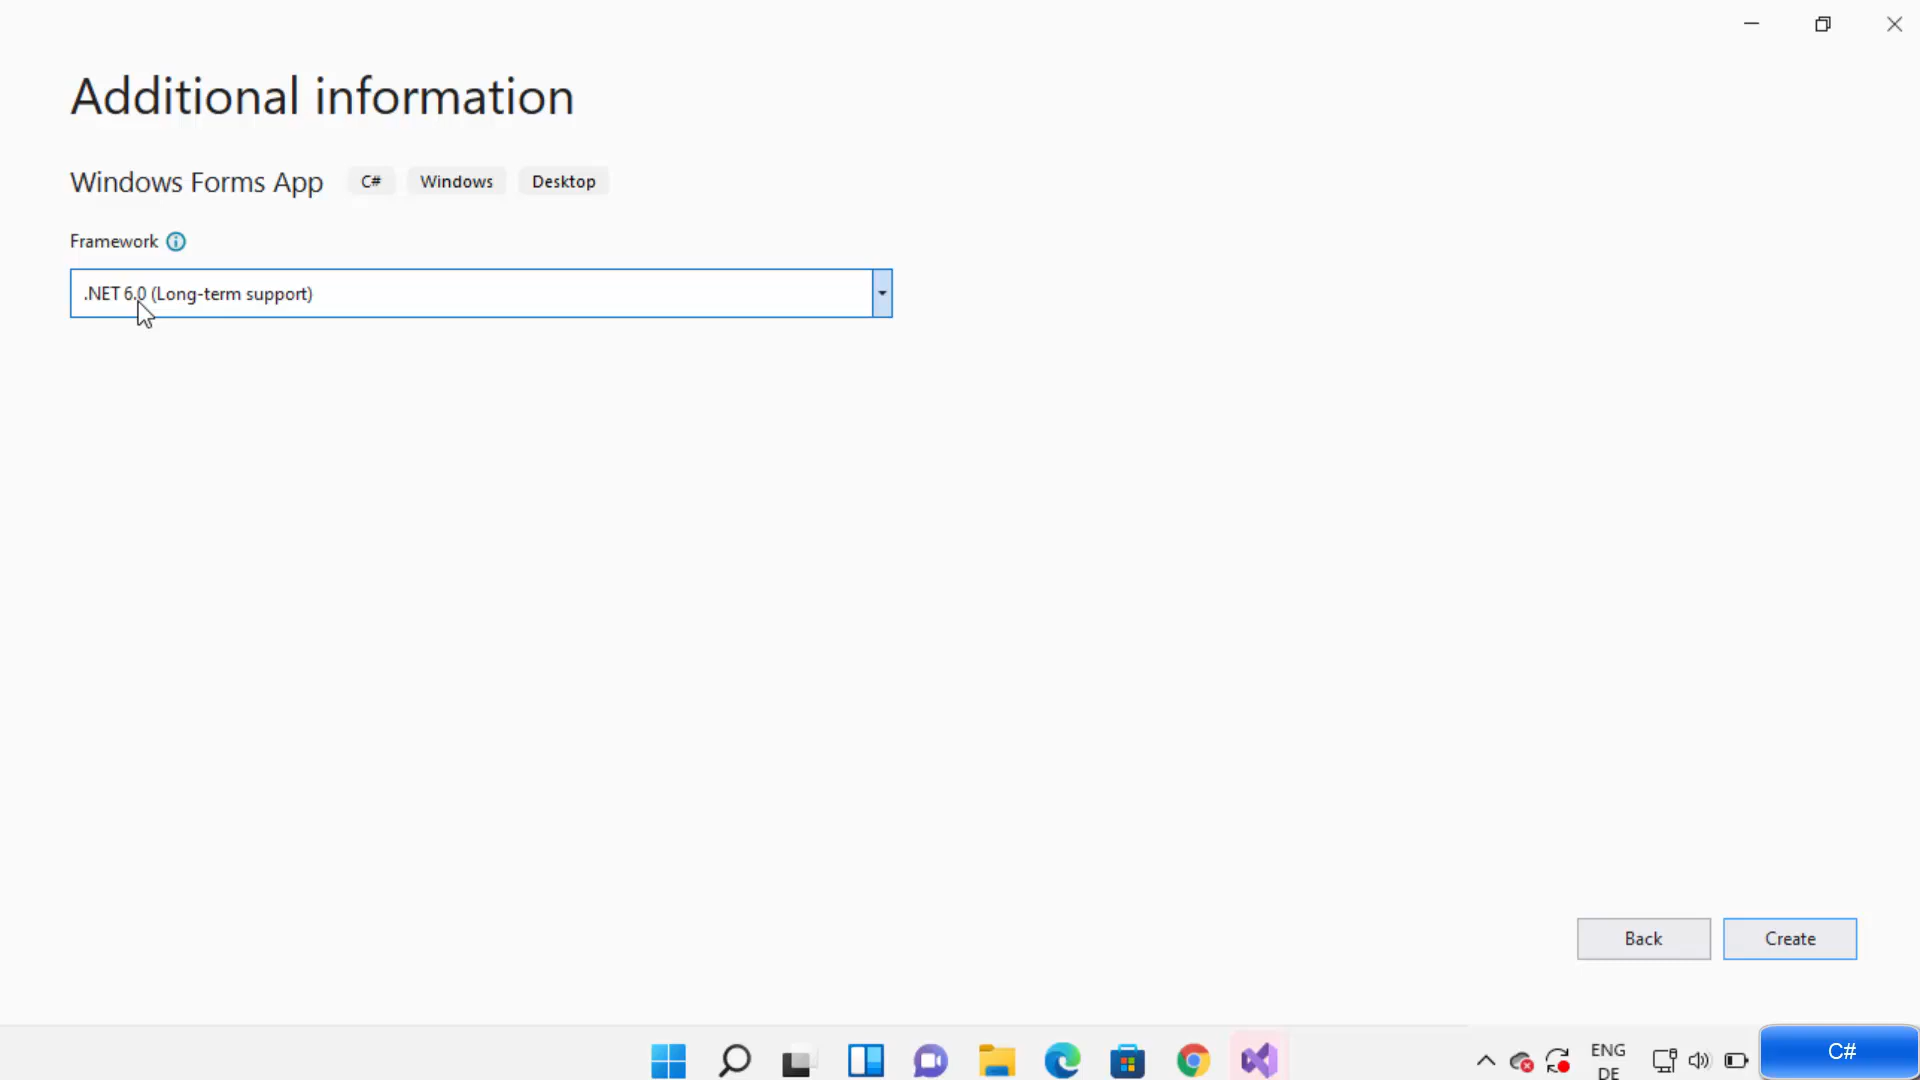 Additional information
Windows Forms App C# Windows Desktop
Framework
.NET 6.0 (Long-term support)
Back Create
ENG
DE
C#